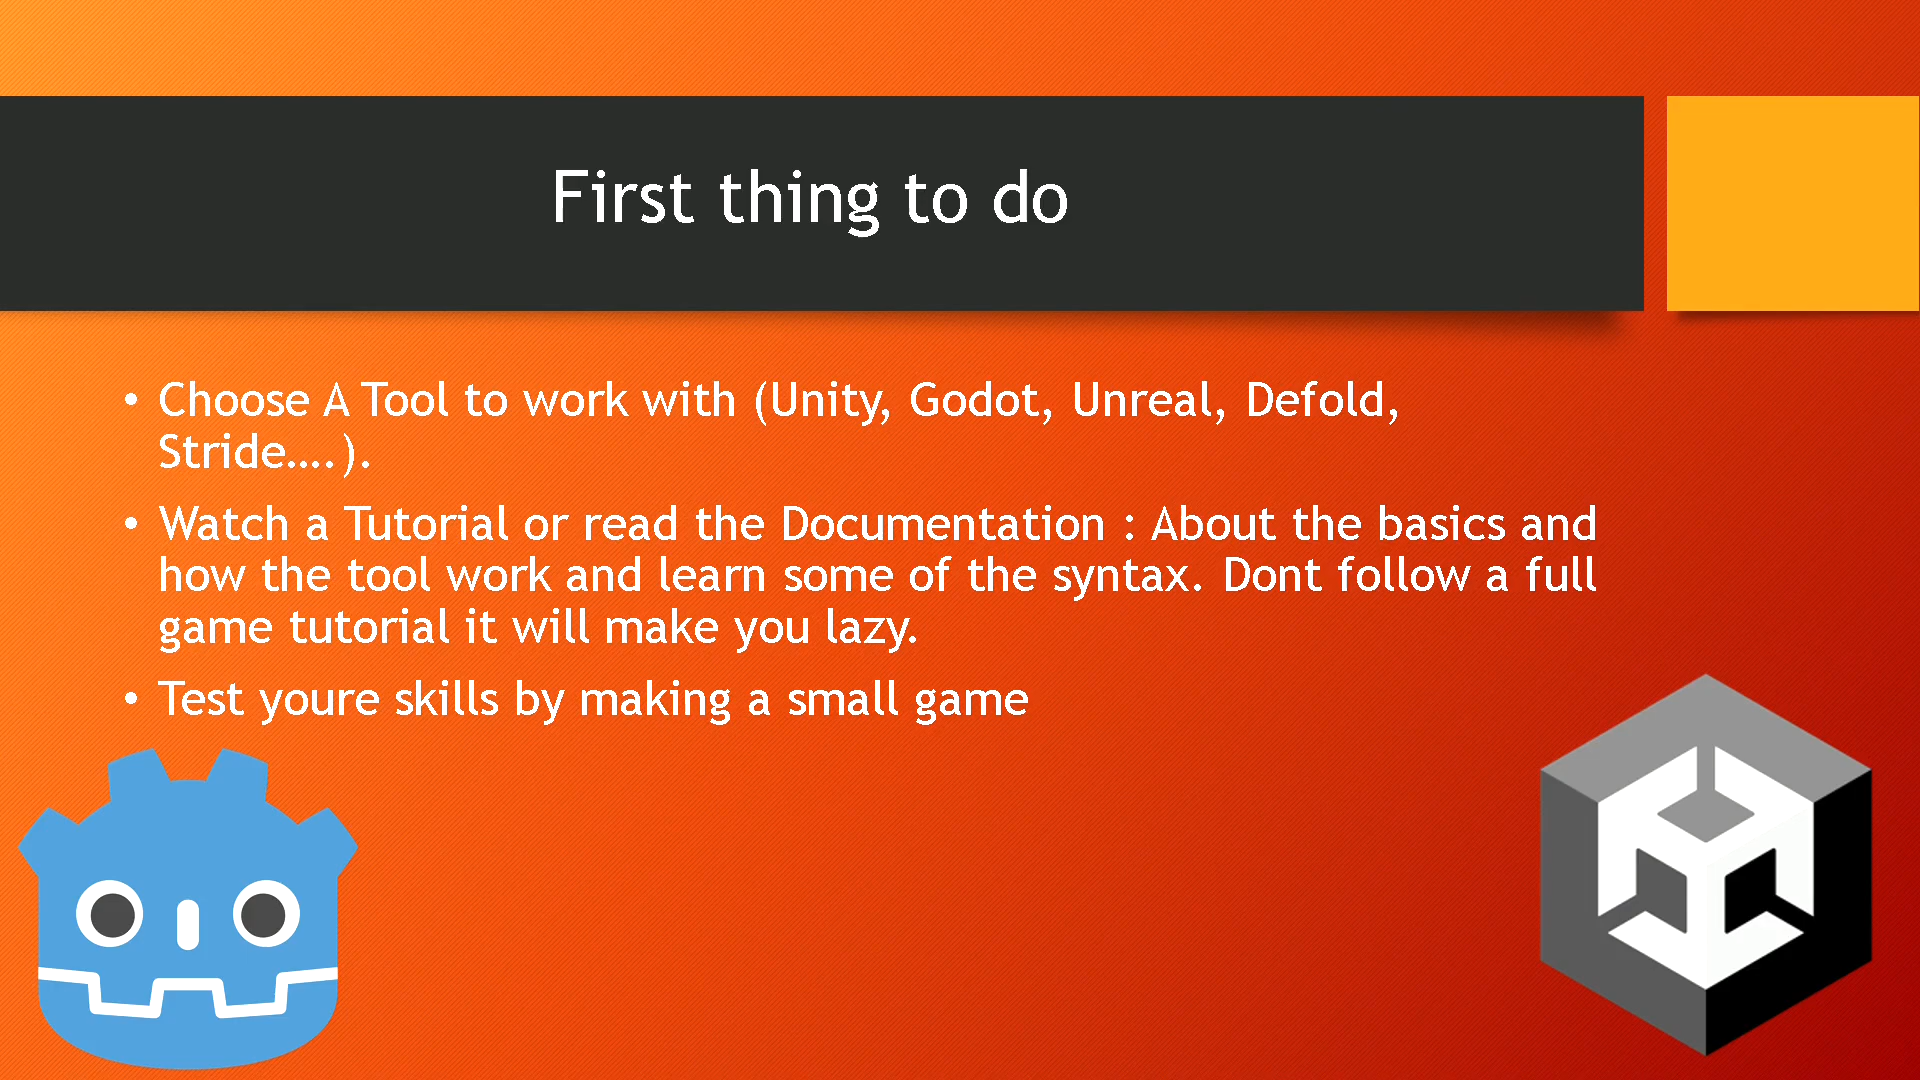 First thing to do
• Choose A Tool to work with (Unity, Godot, Unreal, Defold,
Stride….).
• Watch a Tutorial or read the Documentation : About the basics and
how the tool work and learn some of the syntax. Dont follow a full
game tutorial it will make you lazy.
• Test youre skills by making a small game